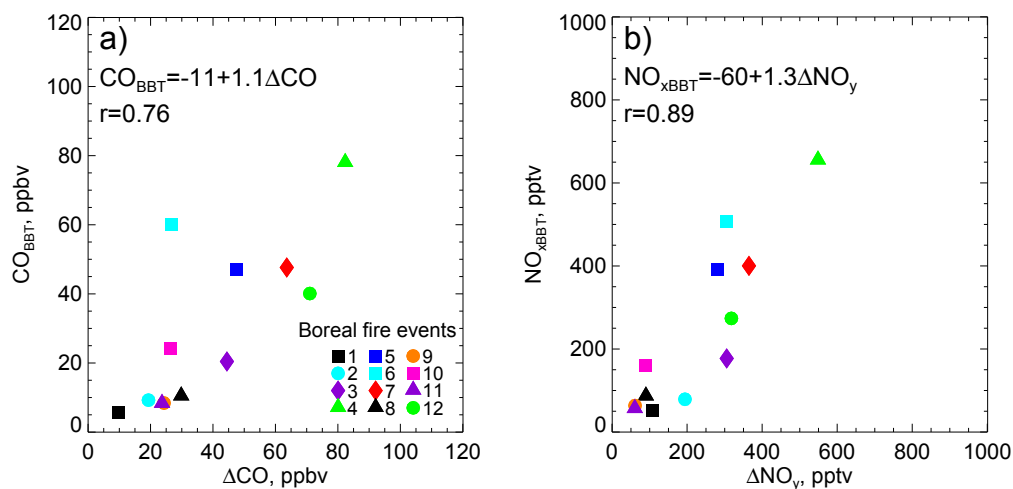 a)
CO_BBT=-11+1.1ΔCO
r=0.76
120
100
80
60
40
20
0
CO_BBT, ppbv
0 20 40 60 80 100 120
ΔCO, ppbv
Boreal fire events
1 5 9
2 6 10
3 7 11
4 8 12
b)
NO_xBBT=-60+1.3ΔNO_y
r=0.89
1000
800
600
400
200
0
NO_xBBT, pptv
0 200 400 600 800 1000
ΔNO_y, pptv